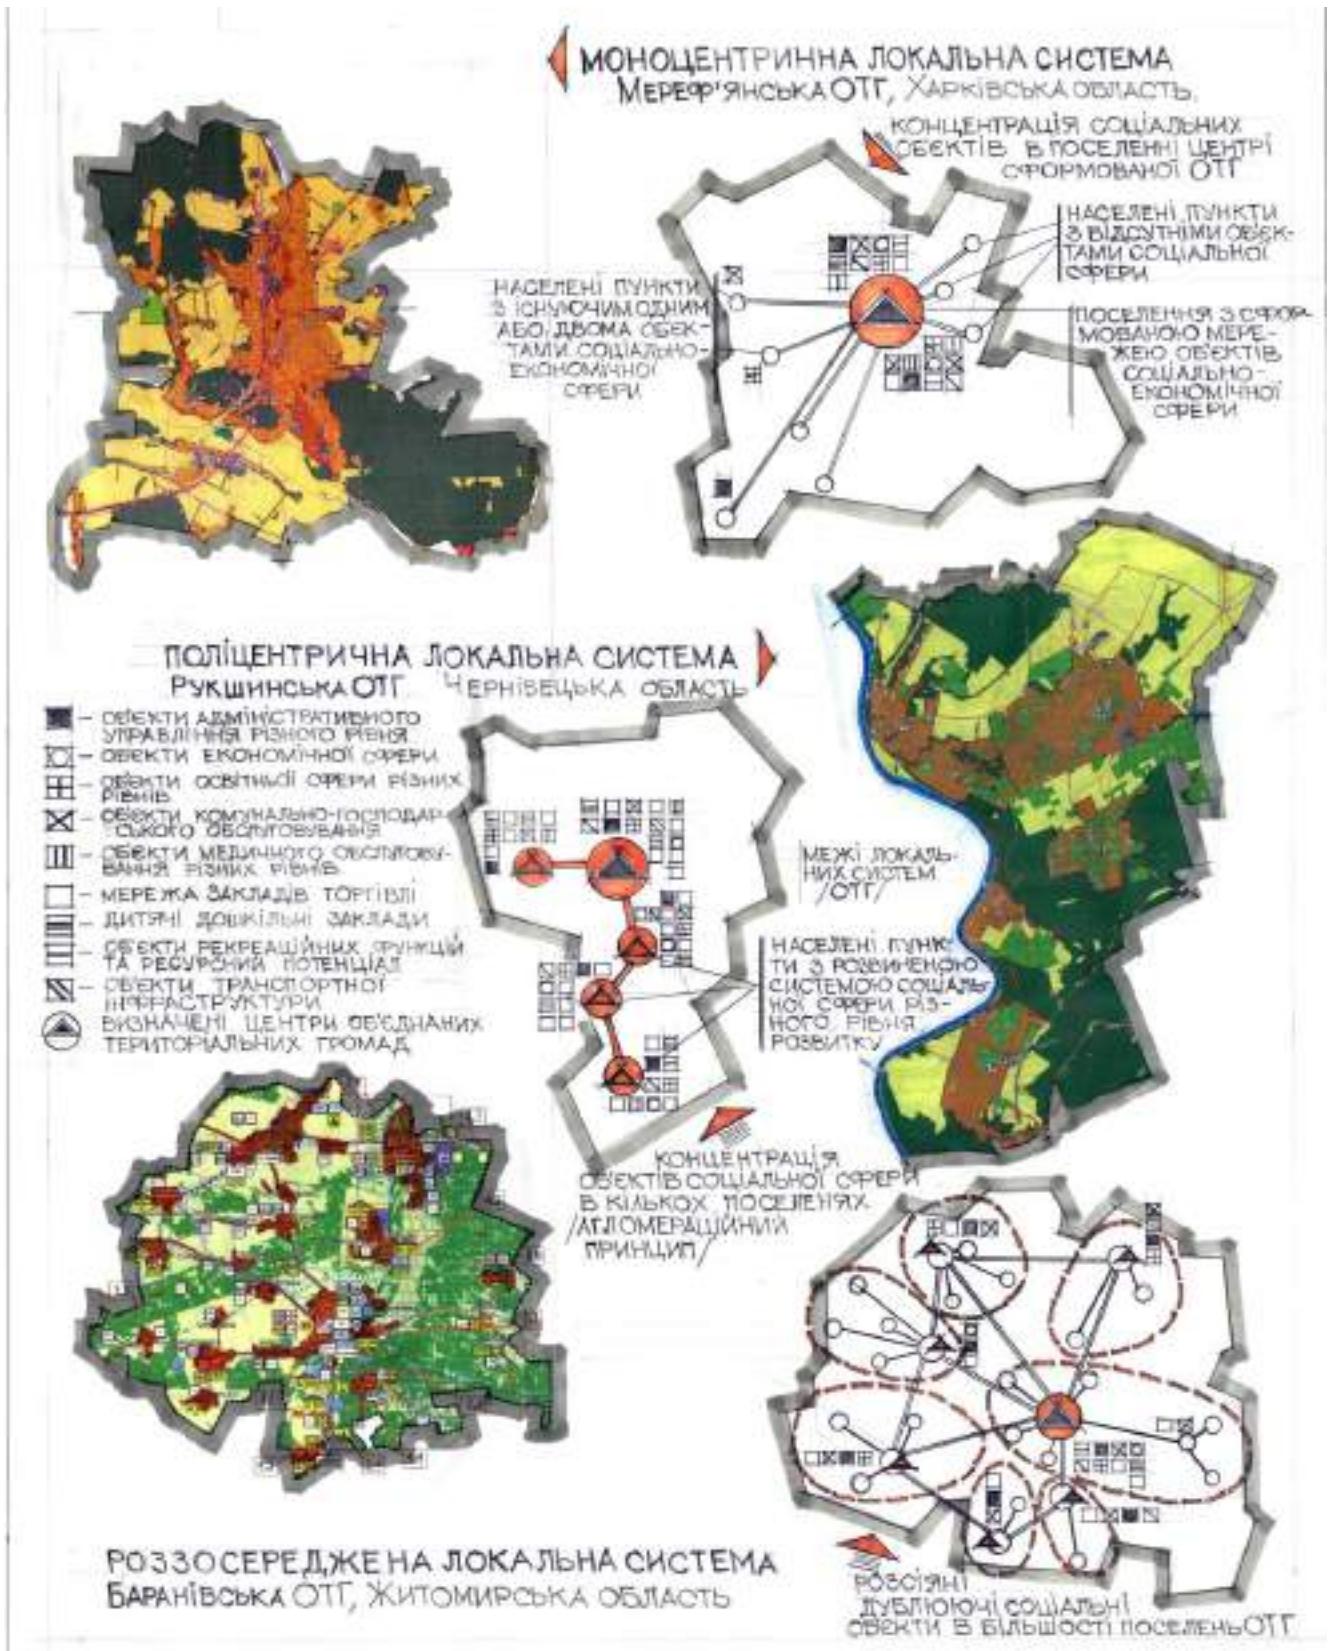 МОНОЦЕНТРИЧНА ЛОКАЛЬНА СИСТЕМА
МЕРЕФ'ЯНСЬКА ОТГ, ХАРКІВСЬКА ОБЛАСТЬ.
КОНЦЕНТРАЦІЯ СОЦІАЛЬНИХ
ОБ'ЄКТІВ В ПОСЕЛЕННІ ЦЕНТРІ
СФОРМОВАНОЇ ОТГ
НАСЕЛЕНІ ПУНКТИ
З ВІДСУТНІМИ ОБ'ЄК-
ТАМИ СОЦІАЛЬНОЇ
СФЕРИ
НАСЕЛЕНІ ПУНКТИ
З ІСНУЮЧИМ ОДНИМ
АБО ДВОМА ОБ'ЄК-
ТАМИ СОЦІАЛЬНО-
ЕКОНОМІЧНОЇ
СФЕРИ
ПОСЕЛЕННЯ З СФОР-
МОВАНОЮ МЕРЕ-
ЖЕЮ ОБ'ЄКТІВ
СОЦІАЛЬНО-
ЕКОНОМІЧНОЇ
СФЕРИ
ПОЛІЦЕНТРИЧНА ЛОКАЛЬНА СИСТЕМА
РУКШИНСЬКА ОТГ ЧЕРНІВЕЦЬКА ОБЛАСТЬ
- ОБ'ЄКТИ АДМІНІСТРАТИВНОГО
УПРАВЛІННЯ РІЗНОГО РІВНЯ
- ОБ'ЄКТИ ЕКОНОМІЧНОЇ СФЕРИ
- ОБ'ЄКТИ ОСВІТНЬОЇ СФЕРИ РІЗНИХ
РІВНІВ
- ОБ'ЄКТИ КОМУНАЛЬНО-ГОСПОДАР-
СЬКОГО ОБСЛУГОВУВАННЯ
- ОБ'ЄКТИ МЕДИЧНОГО ОБСЛУГОВУ-
ВАННЯ РІЗНИХ РІВНІВ
- МЕРЕЖА ЗАКЛАДІВ ТОРГІВЛІ
- ДИТЯЧІ ДОШКІЛЬНІ ЗАКЛАДИ
- ОБ'ЄКТИ РЕКРЕАЦІЙНИХ ФУНКЦІЙ
ТА РЕСУРСНИЙ ПОТЕНЦІАЛ
- ОБ'ЄКТИ ТРАНСПОРТНОЇ
ІНФРАСТРУКТУРИ
- ВИЗНАЧЕНІ ЦЕНТРИ ОБ'ЄДНАНИХ
ТЕРИТОРІАЛЬНИХ ГРОМАД
МЕЖІ ЛОКАЛЬ-
НИХ СИСТЕМ
/ОТГ/
НАСЕЛЕНІ ПУНК-
ТИ З РОЗВИНЕНОЮ
СИСТЕМОЮ СОЦІАЛЬ-
НОЇ СФЕРИ РІЗ-
НОГО РІВНЯ
РОЗВИТКУ
КОНЦЕНТРАЦІЯ
ОБ'ЄКТІВ СОЦІАЛЬНОЇ СФЕРИ
В КІЛЬКОХ ПОСЕЛЕНЯХ
/АГЛОМЕРАЦІЙНИЙ
ПРИНЦИП/
РОЗЗОСЕРЕДЖЕНА ЛОКАЛЬНА СИСТЕМА
БАРАНІВСЬКА ОТГ, ЖИТОМИРСЬКА ОБЛАСТЬ
РОЗСІЯНІ
ДУБЛЮЮЧІ СОЦІАЛЬНІ
ОБ'ЄКТИ В БІЛЬШОСТІ ПОСЕЛЕНЬ ОТГ